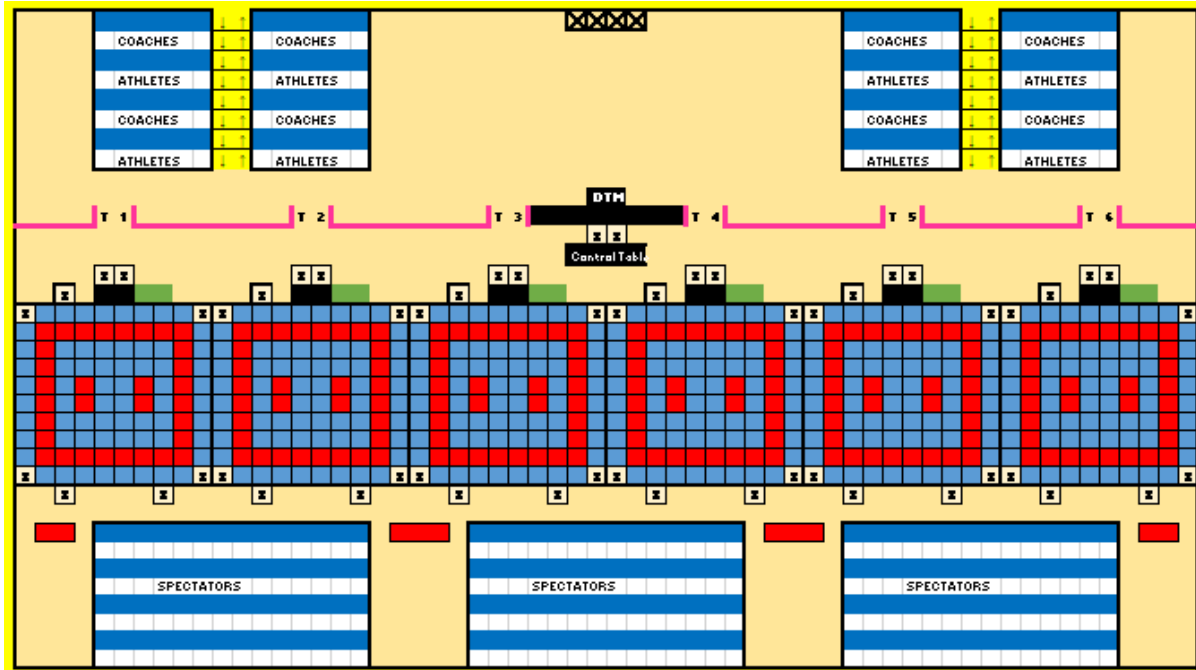 COACHES COACHES COACHES COACHES
ATHLETES ATHLETES ATHLETES ATHLETES
COACHES COACHES COACHES COACHES
ATHLETES ATHLETES ATHLETES ATHLETES
DTM
T 1 T 2 T 3 T 4 T 5 T 6
Control Table
SPECTATORS SPECTATORS SPECTATORS